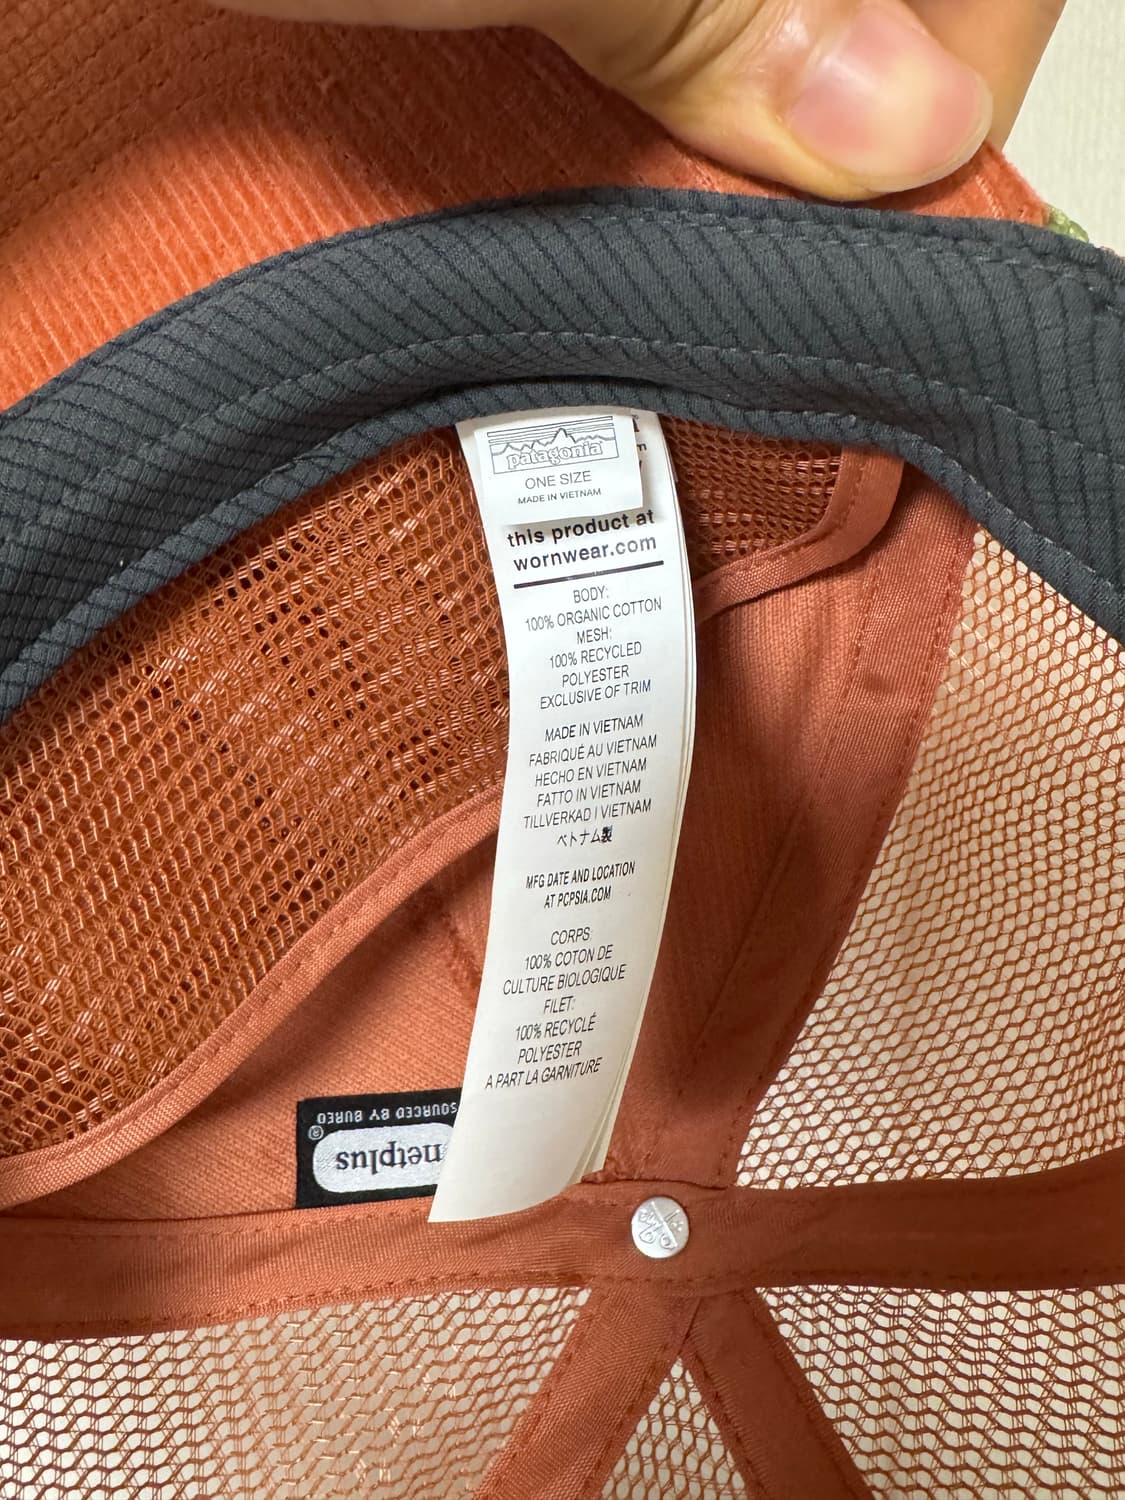 patagonia
ONE SIZE
MADE IN VIETNAM
this product at
wornwear.com
BODY:
100% ORGANIC COTTON
MESH:
100% RECYCLED
POLYESTER
EXCLUSIVE OF TRIM
MADE IN VIETNAM
FABRIQUÉ AU VIETNAM
HECHO EN VIETNAM
FATTO IN VIETNAM
TILLVERKAD I VIETNAM
ベトナム製
MFG DATE AND LOCATION
AT PCPSIA.COM
CORPS:
100% COTON DE
CULTURE BIOLOGIQUE
FILET:
100% RECYCLÉ
POLYESTER
A PART LA GARNITURE
netplus®
SOURCED BY BUREO